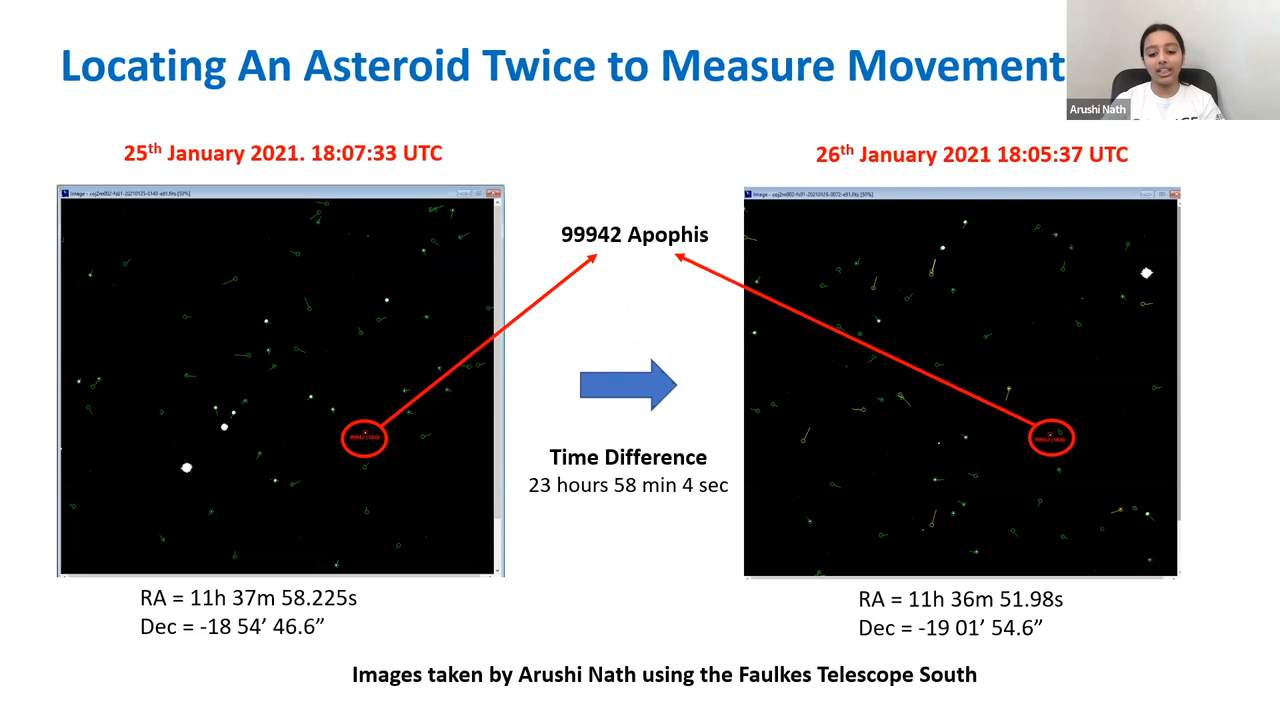 Locating An Asteroid Twice to Measure Movement
Arushi Nath
25th January 2021. 18:07:33 UTC
26th January 2021 18:05:37 UTC
99942 Apophis
Time Difference
23 hours 58 min 4 sec
RA = 11h 37m 58.225s
Dec = -18 54’ 46.6”
RA = 11h 36m 51.98s
Dec = -19 01’ 54.6”
Images taken by Arushi Nath using the Faulkes Telescope South